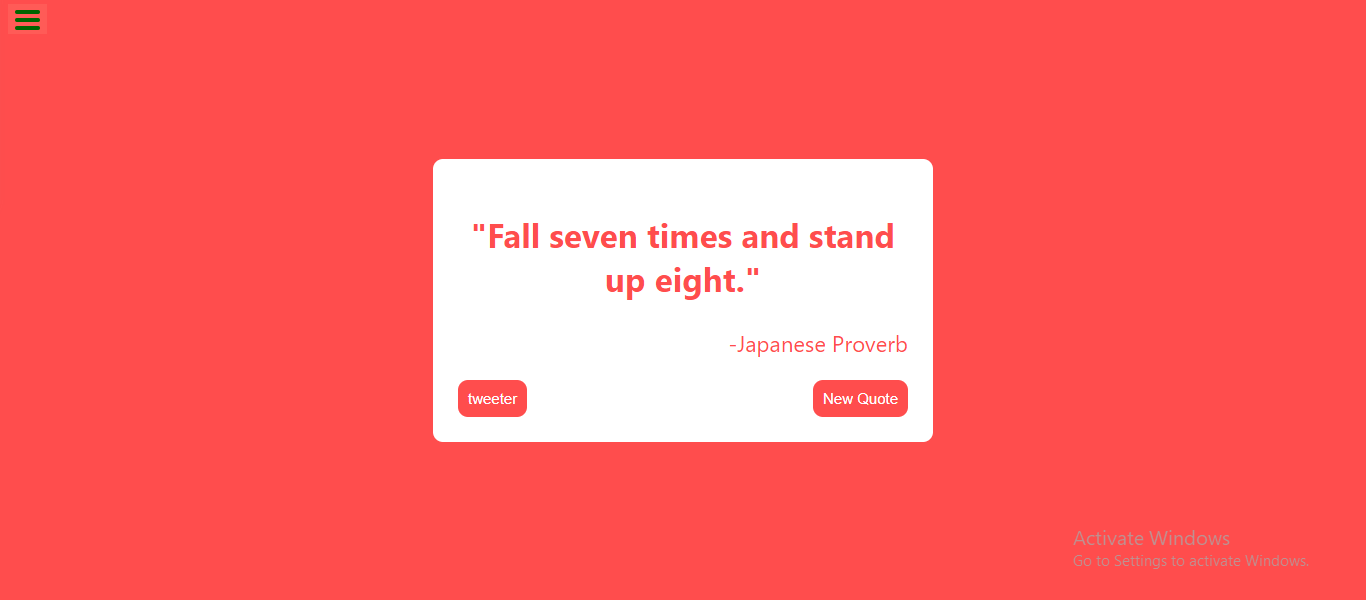 "Fall seven times and stand
up eight."
-Japanese Proverb
tweeter
New Quote
Activate Windows
Go to Settings to activate Windows.